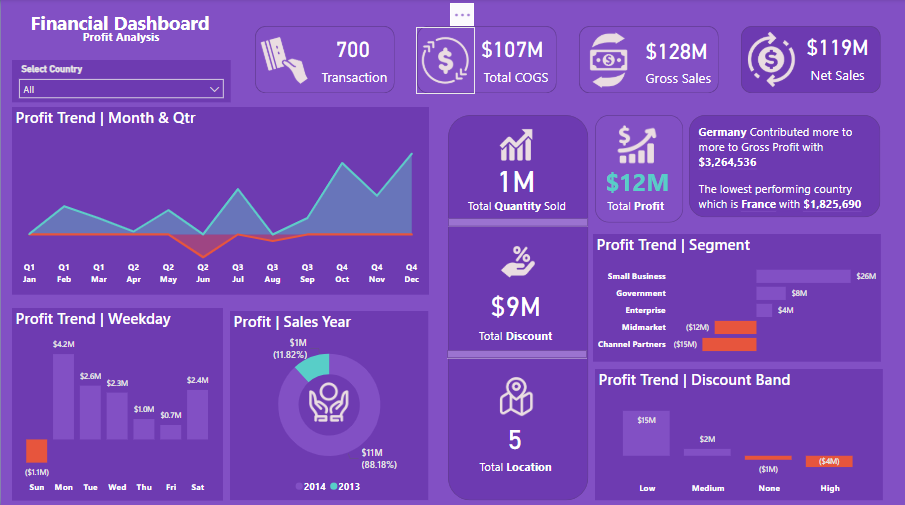 Financial Dashboard
Profit Analysis
Select Country
All
700
Transaction
$107M
Total COGS
$128M
Gross Sales
$119M
Net Sales
Profit Trend | Month & Qtr
Q1 Q1 Q1 Q2 Q2 Q2 Q3 Q3 Q3 Q4 Q4 Q4
Jan Feb Mar Apr May Jun Jul Aug Sep Oct Nov Dec
1M
Total Quantity Sold
$9M
Total Discount
5
Total Location
$12M
Total Profit
Germany Contributed more to
more to Gross Profit with
$3,264,536
The lowest performing country
which is France with $1,825,690
Profit Trend | Segment
Small Business $26M
Government $8M
Enterprise $4M
Midmarket ($12M)
Channel Partners ($15M)
Profit Trend | Weekday
$4.2M
$2.6M
$2.3M
$1.0M
$0.7M
$2.4M
($1.1M)
Sun Mon Tue Wed Thu Fri Sat
Profit | Sales Year
$1M
(11.82%)
$11M
(88.18%)
2014 2013
Profit Trend | Discount Band
$15M
$2M
($1M)
($4M)
Low Medium None High